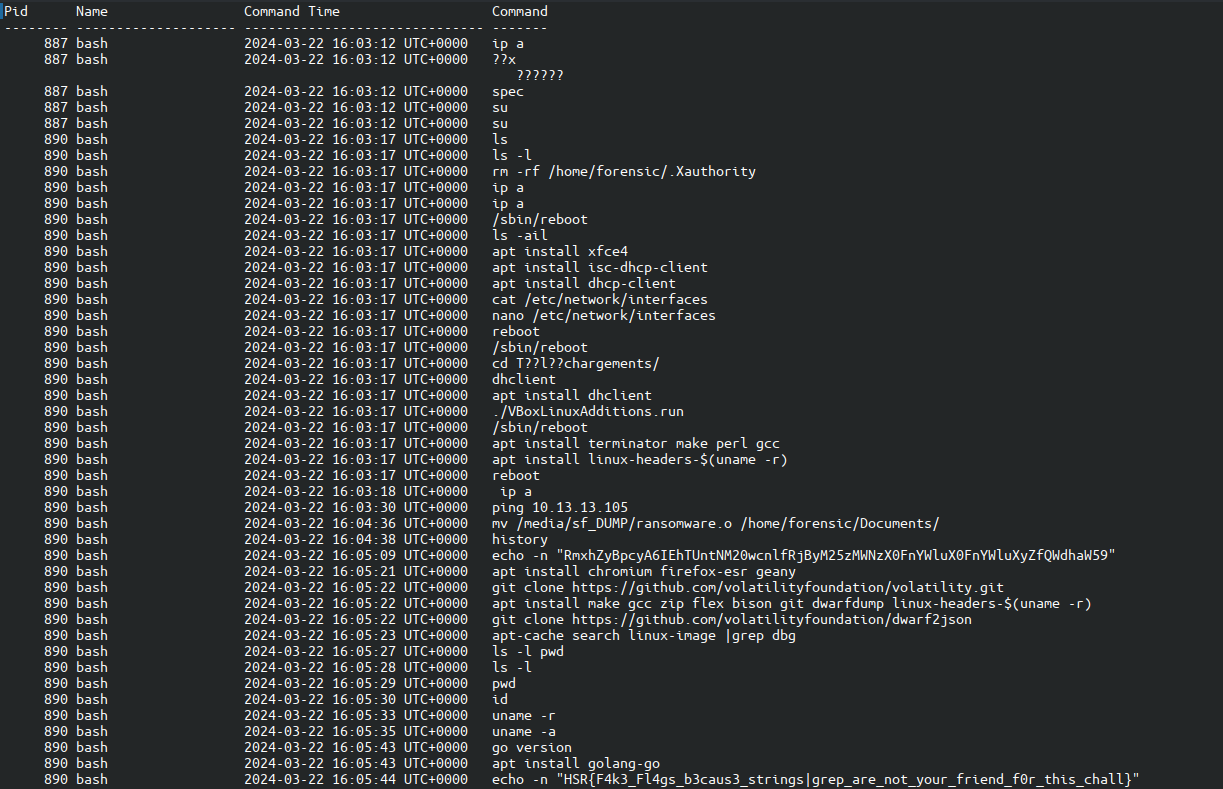 Pid      Name                 Command Time                   Command
-------- -------------------- ------------------------------ -------
     887 bash                 2024-03-22 16:03:12 UTC+0000   ip a
     887 bash                 2024-03-22 16:03:12 UTC+0000   ??x
                                                                ??????
     887 bash                 2024-03-22 16:03:12 UTC+0000   spec
     887 bash                 2024-03-22 16:03:12 UTC+0000   su
     887 bash                 2024-03-22 16:03:12 UTC+0000   su
     890 bash                 2024-03-22 16:03:17 UTC+0000   ls
     890 bash                 2024-03-22 16:03:17 UTC+0000   ls -l
     890 bash                 2024-03-22 16:03:17 UTC+0000   rm -rf /home/forensic/.Xauthority
     890 bash                 2024-03-22 16:03:17 UTC+0000   ip a
     890 bash                 2024-03-22 16:03:17 UTC+0000   ip a
     890 bash                 2024-03-22 16:03:17 UTC+0000   /sbin/reboot
     890 bash                 2024-03-22 16:03:17 UTC+0000   ls -ail
     890 bash                 2024-03-22 16:03:17 UTC+0000   apt install xfce4
     890 bash                 2024-03-22 16:03:17 UTC+0000   apt install isc-dhcp-client
     890 bash                 2024-03-22 16:03:17 UTC+0000   apt install dhcp-client
     890 bash                 2024-03-22 16:03:17 UTC+0000   cat /etc/network/interfaces
     890 bash                 2024-03-22 16:03:17 UTC+0000   nano /etc/network/interfaces
     890 bash                 2024-03-22 16:03:17 UTC+0000   reboot
     890 bash                 2024-03-22 16:03:17 UTC+0000   /sbin/reboot
     890 bash                 2024-03-22 16:03:17 UTC+0000   cd T??l??chargements/
     890 bash                 2024-03-22 16:03:17 UTC+0000   dhclient
     890 bash                 2024-03-22 16:03:17 UTC+0000   apt install dhclient
     890 bash                 2024-03-22 16:03:17 UTC+0000   ./VBoxLinuxAdditions.run
     890 bash                 2024-03-22 16:03:17 UTC+0000   /sbin/reboot
     890 bash                 2024-03-22 16:03:17 UTC+0000   apt install terminator make perl gcc
     890 bash                 2024-03-22 16:03:17 UTC+0000   apt install linux-headers-$(uname -r)
     890 bash                 2024-03-22 16:03:17 UTC+0000   reboot
     890 bash                 2024-03-22 16:03:18 UTC+0000    ip a
     890 bash                 2024-03-22 16:03:30 UTC+0000   ping 10.13.13.105
     890 bash                 2024-03-22 16:04:36 UTC+0000   mv /media/sf_DUMP/ransomware.o /home/forensic/Documents/
     890 bash                 2024-03-22 16:04:38 UTC+0000   history
     890 bash                 2024-03-22 16:05:09 UTC+0000   echo -n "RmxhZyBpcyA6IEhTUntNM20wcnlfRjByM25zMWNzX0FnYWluX0FnYWluXyZfQWdhaW59"
     890 bash                 2024-03-22 16:05:21 UTC+0000   apt install chromium firefox-esr geany
     890 bash                 2024-03-22 16:05:22 UTC+0000   git clone https://github.com/volatilityfoundation/volatility.git
     890 bash                 2024-03-22 16:05:22 UTC+0000   apt install make gcc zip flex bison git dwarfdump linux-headers-$(uname -r)
     890 bash                 2024-03-22 16:05:22 UTC+0000   git clone https://github.com/volatilityfoundation/dwarf2json
     890 bash                 2024-03-22 16:05:23 UTC+0000   apt-cache search linux-image |grep dbg
     890 bash                 2024-03-22 16:05:27 UTC+0000   ls -l pwd
     890 bash                 2024-03-22 16:05:28 UTC+0000   ls -l
     890 bash                 2024-03-22 16:05:29 UTC+0000   pwd
     890 bash                 2024-03-22 16:05:30 UTC+0000   id
     890 bash                 2024-03-22 16:05:33 UTC+0000   uname -r
     890 bash                 2024-03-22 16:05:35 UTC+0000   uname -a
     890 bash                 2024-03-22 16:05:43 UTC+0000   go version
     890 bash                 2024-03-22 16:05:43 UTC+0000   apt install golang-go
     890 bash                 2024-03-22 16:05:44 UTC+0000   echo -n "HSR{F4k3_Fl4gs_b3caus3_strings|grep_are_not_your_friend_f0r_this_chall}"